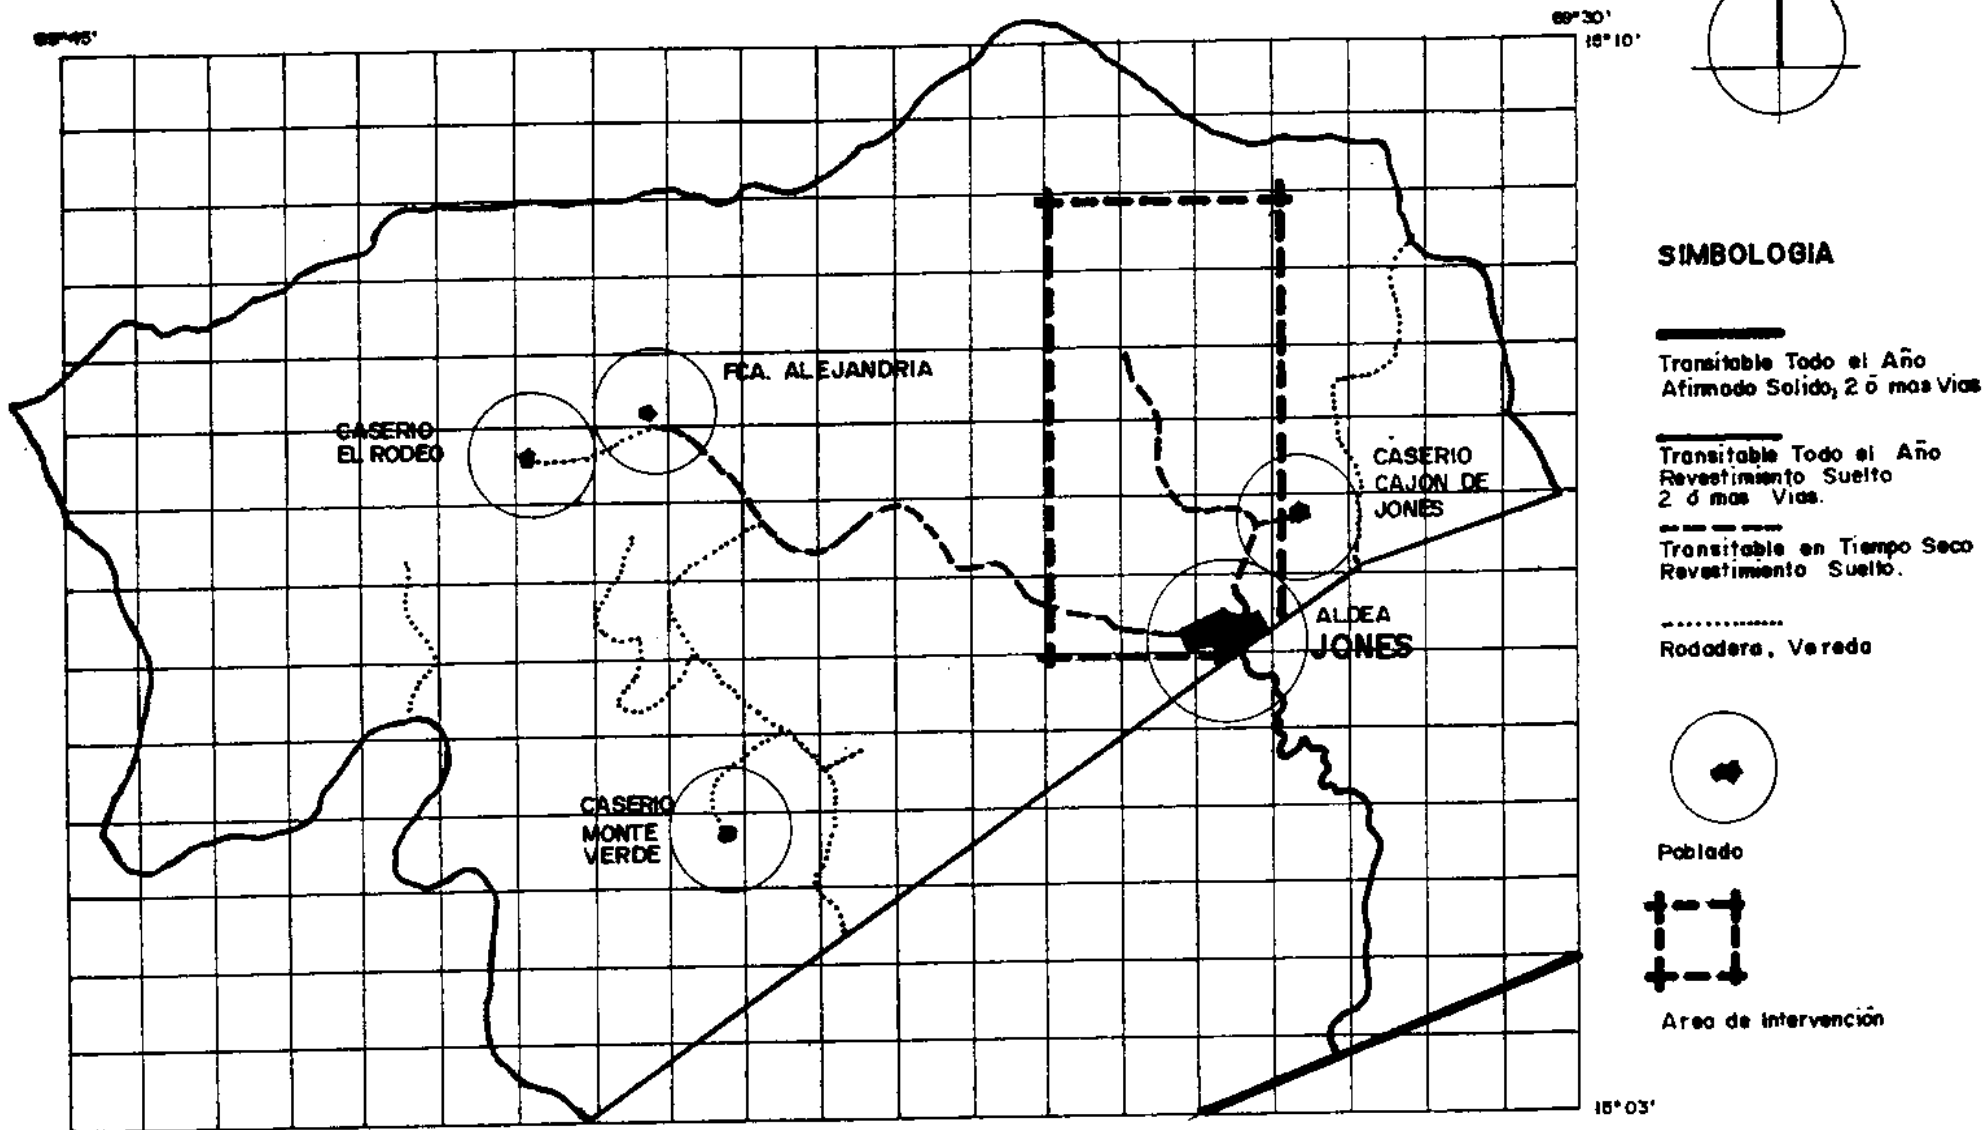 69°30'
15°10'
FCA. ALEJANDRIA
CASERIO
EL RODEO
CASERIO
CAJON DE
JONES
ALDEA
JONES
CASERIO
MONTE
VERDE
15°03'
SIMBOLOGIA
Transitable Todo el Año
Afirmado Solido, 2 ó mas Vias
Transitable Todo el Año
Revestimiento Suelto
2 ó mas Vias.
Transitable en Tiempo Seco
Revestimiento Suelto.
Rodadera, Vereda
Poblado
Area de Intervención